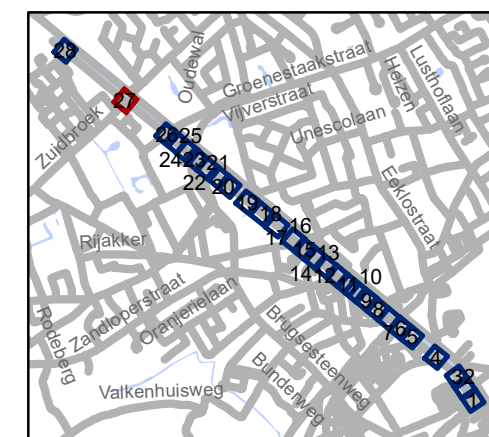 28
Oudewal
Groenestaakstraat
Heizen
Lusthoflaan
27
Vijverstraat
Zuidbroek
Unescolaan
26 25
24 23 21
22 20
Eeklostraat
19
18
16
17
Rijakker
15 13
14 12 11 10
Zandloperstraat
Oranjerielaan
9 8
Rodeberg
Brugsesteenweg
7 6 5
4
Bunderweg
Valkenhuisweg
3 2
1